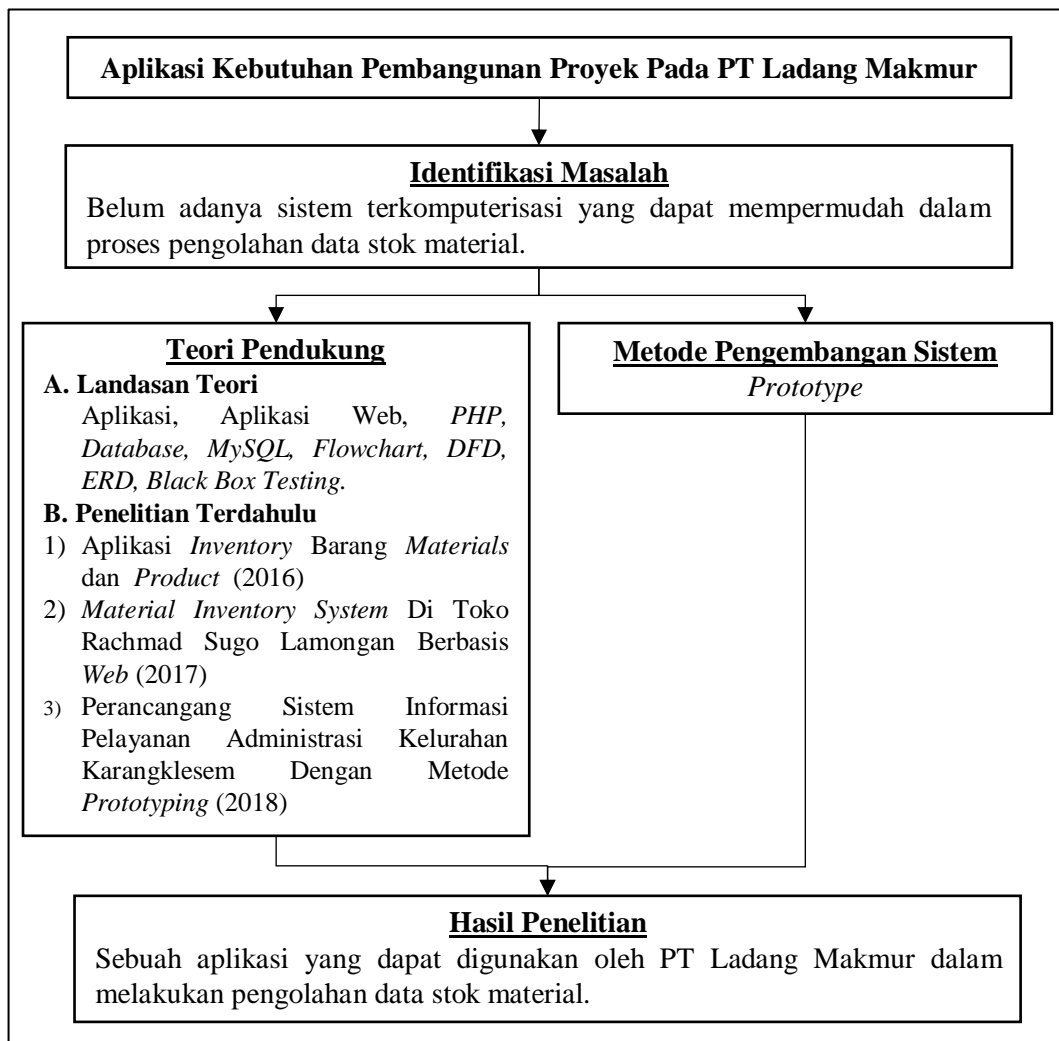 Aplikasi Kebutuhan Pembangunan Proyek Pada PT Ladang Makmur
Identifikasi Masalah
Belum adanya sistem terkomputerisasi yang dapat mempermudah dalam
proses pengolahan data stok material.
Teori Pendukung
A. Landasan Teori
Aplikasi, Aplikasi Web, PHP,
Database, MySQL, Flowchart, DFD,
ERD, Black Box Testing.
B. Penelitian Terdahulu
1) Aplikasi Inventory Barang Materials
dan Product (2016)
2) Material Inventory System Di Toko
Rachmad Sugo Lamongan Berbasis
Web (2017)
3) Perancangang Sistem Informasi
Pelayanan Administrasi Kelurahan
Karangklesem Dengan Metode
Prototyping (2018)
Metode Pengembangan Sistem
Prototype
Hasil Penelitian
Sebuah aplikasi yang dapat digunakan oleh PT Ladang Makmur dalam
melakukan pengolahan data stok material.